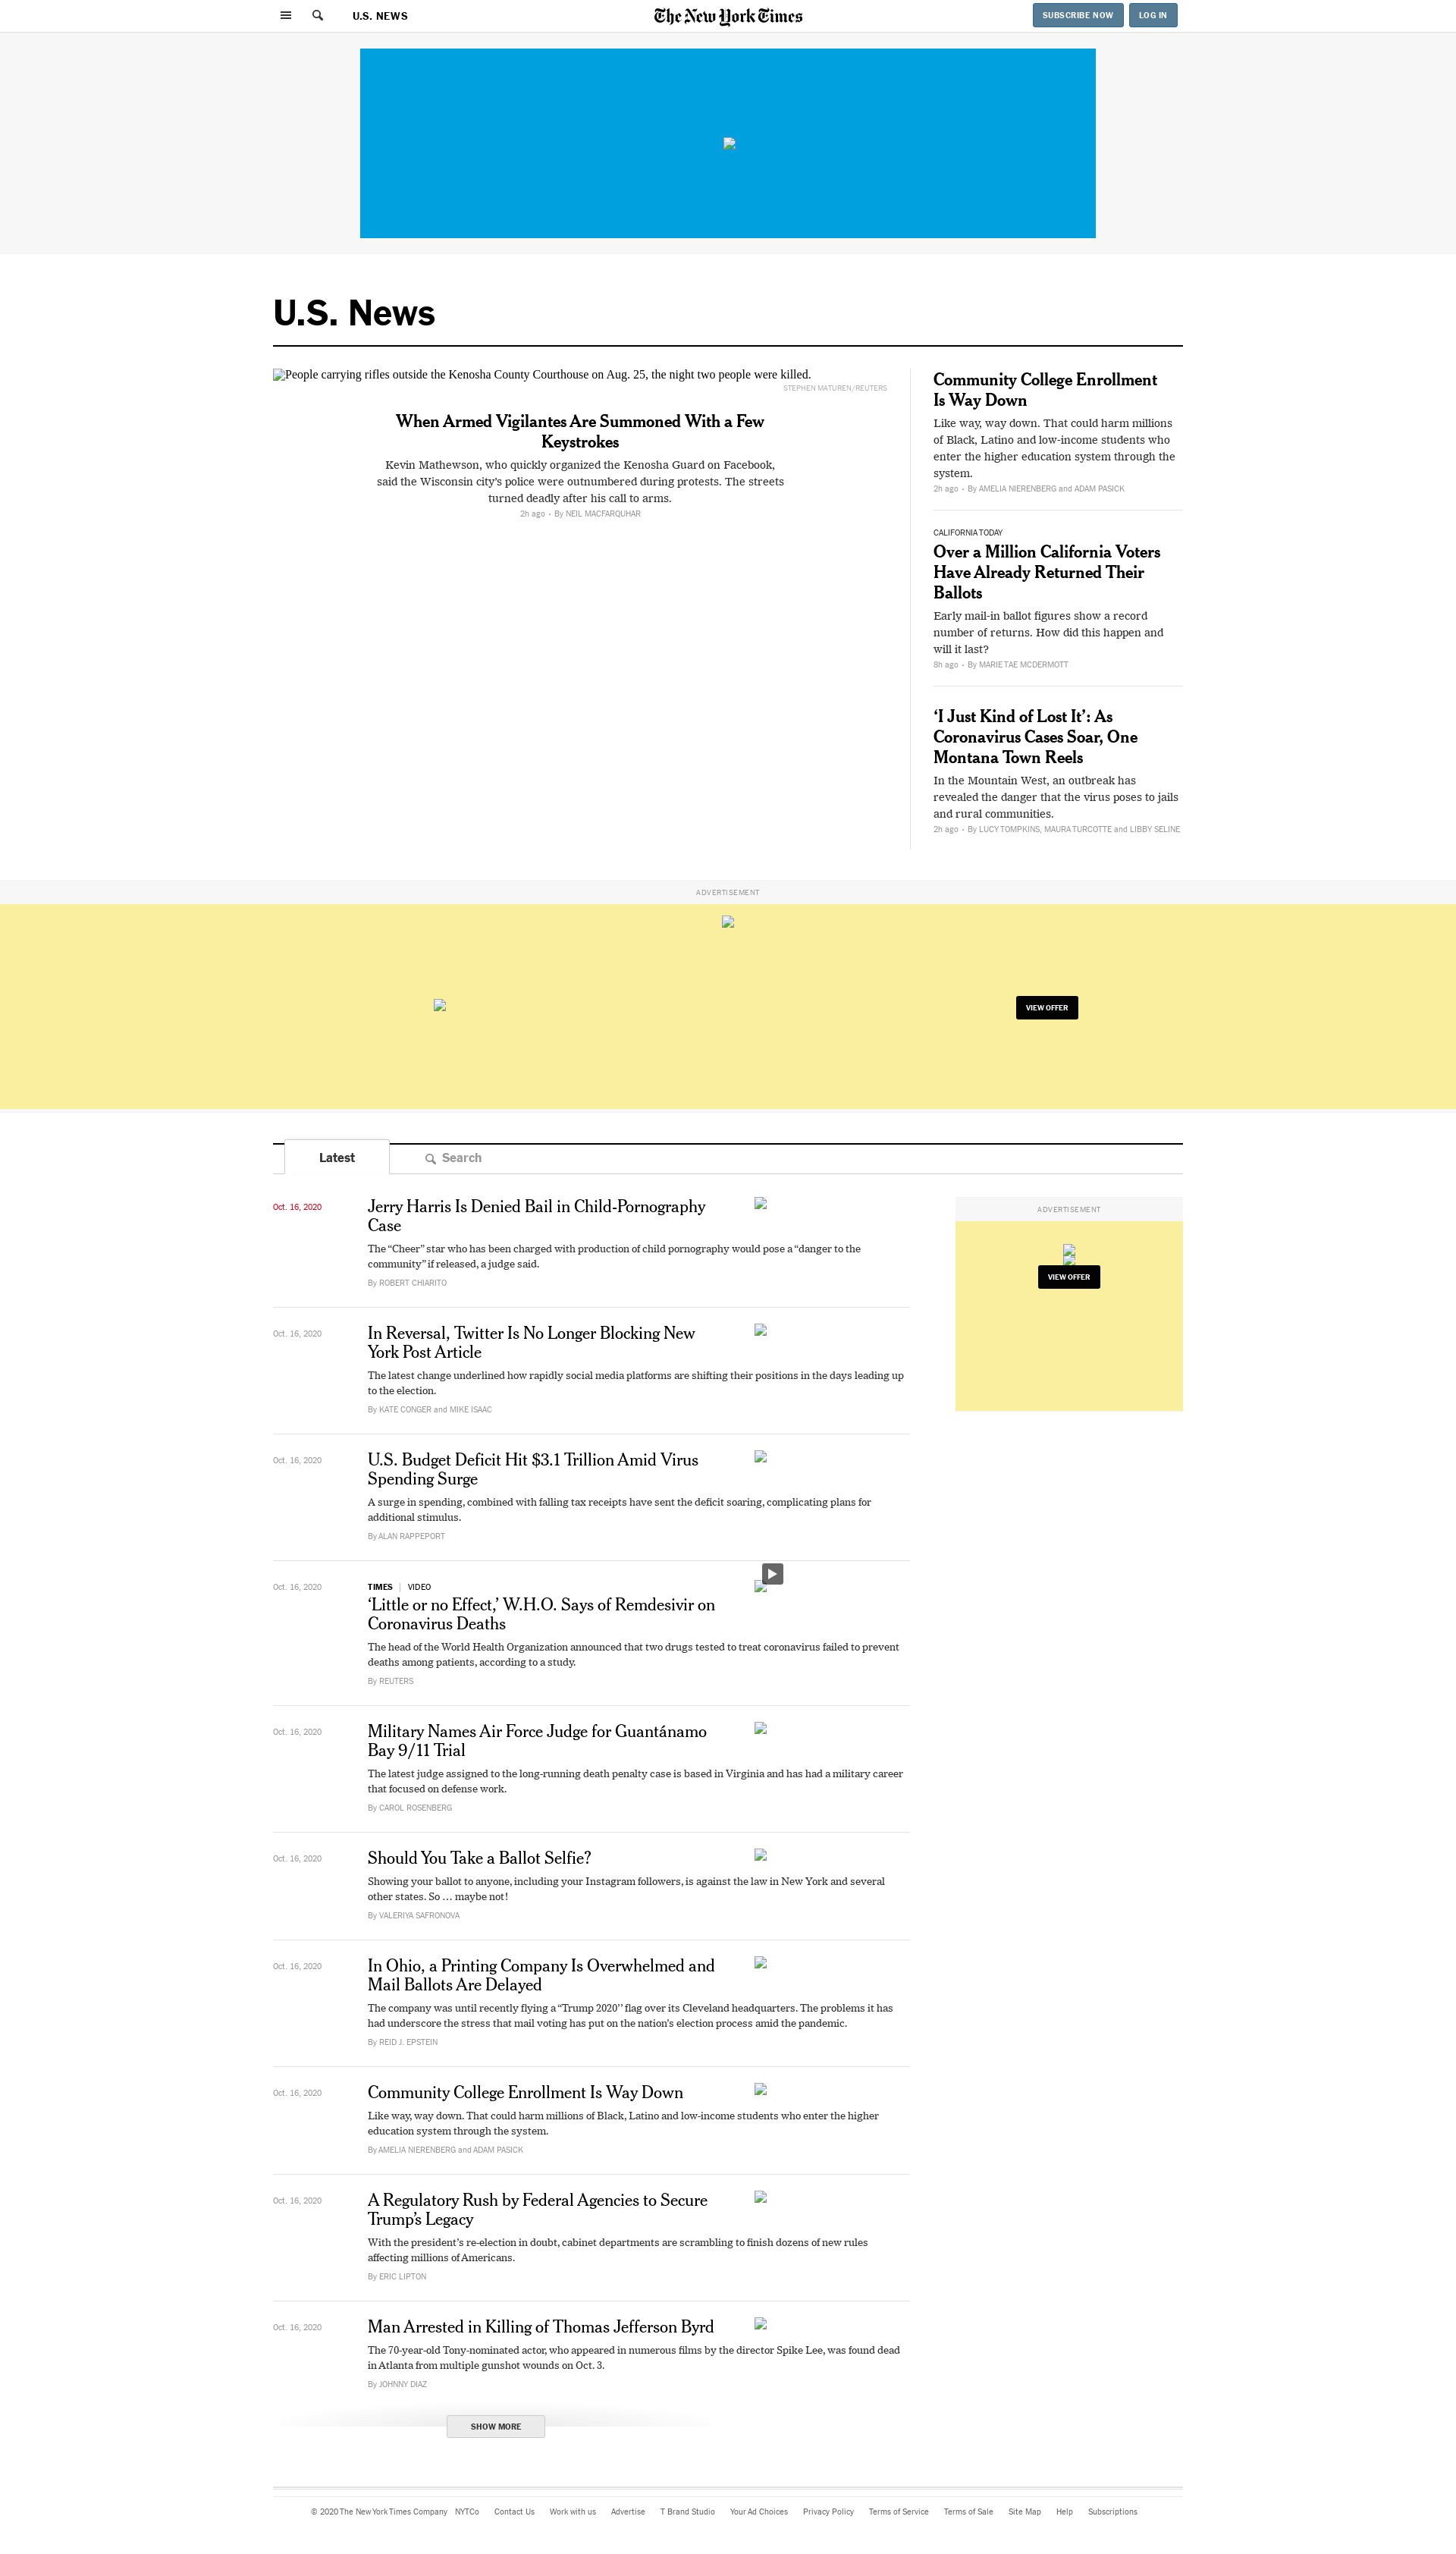 U.S. NEWS
The New York Times
SUBSCRIBE NOW
LOG IN
U.S. News
People carrying rifles outside the Kenosha County Courthouse on Aug. 25, the night two people were killed.
STEPHEN MATUREN/REUTERS
When Armed Vigilantes Are Summoned With a Few
Keystrokes
Kevin Mathewson, who quickly organized the Kenosha Guard on Facebook,
said the Wisconsin city’s police were outnumbered during protests. The streets
turned deadly after his call to arms.
2h ago • By NEIL MACFARQUHAR
Community College Enrollment
Is Way Down
Like way, way down. That could harm millions
of Black, Latino and low-income students who
enter the higher education system through the
system.
2h ago • By AMELIA NIERENBERG and ADAM PASICK
CALIFORNIA TODAY
Over a Million California Voters
Have Already Returned Their
Ballots
Early mail-in ballot figures show a record
number of returns. How did this happen and
will it last?
8h ago • By MARIE TAE MCDERMOTT
‘I Just Kind of Lost It’: As
Coronavirus Cases Soar, One
Montana Town Reels
In the Mountain West, an outbreak has
revealed the danger that the virus poses to jails
and rural communities.
2h ago • By LUCY TOMPKINS, MAURA TURCOTTE and LIBBY SELINE
ADVERTISEMENT
VIEW OFFER
Latest
Search
Oct. 16, 2020
Jerry Harris Is Denied Bail in Child-Pornography
Case
The “Cheer” star who has been charged with production of child pornography would pose a “danger to the
community” if released, a judge said.
By ROBERT CHIARITO
ADVERTISEMENT
VIEW OFFER
Oct. 16, 2020
In Reversal, Twitter Is No Longer Blocking New
York Post Article
The latest change underlined how rapidly social media platforms are shifting their positions in the days leading up
to the election.
By KATE CONGER and MIKE ISAAC
Oct. 16, 2020
U.S. Budget Deficit Hit $3.1 Trillion Amid Virus
Spending Surge
A surge in spending, combined with falling tax receipts have sent the deficit soaring, complicating plans for
additional stimulus.
By ALAN RAPPEPORT
Oct. 16, 2020
TIMES | VIDEO
‘Little or no Effect,’ W.H.O. Says of Remdesivir on
Coronavirus Deaths
The head of the World Health Organization announced that two drugs tested to treat coronavirus failed to prevent
deaths among patients, according to a study.
By REUTERS
Oct. 16, 2020
Military Names Air Force Judge for Guantánamo
Bay 9/11 Trial
The latest judge assigned to the long-running death penalty case is based in Virginia and has had a military career
that focused on defense work.
By CAROL ROSENBERG
Oct. 16, 2020
Should You Take a Ballot Selfie?
Showing your ballot to anyone, including your Instagram followers, is against the law in New York and several
other states. So … maybe not!
By VALERIYA SAFRONOVA
Oct. 16, 2020
In Ohio, a Printing Company Is Overwhelmed and
Mail Ballots Are Delayed
The company was until recently flying a “Trump 2020’’ flag over its Cleveland headquarters. The problems it has
had underscore the stress that mail voting has put on the nation’s election process amid the pandemic.
By REID J. EPSTEIN
Oct. 16, 2020
Community College Enrollment Is Way Down
Like way, way down. That could harm millions of Black, Latino and low-income students who enter the higher
education system through the system.
By AMELIA NIERENBERG and ADAM PASICK
Oct. 16, 2020
A Regulatory Rush by Federal Agencies to Secure
Trump’s Legacy
With the president’s re-election in doubt, cabinet departments are scrambling to finish dozens of new rules
affecting millions of Americans.
By ERIC LIPTON
Oct. 16, 2020
Man Arrested in Killing of Thomas Jefferson Byrd
The 70-year-old Tony-nominated actor, who appeared in numerous films by the director Spike Lee, was found dead
in Atlanta from multiple gunshot wounds on Oct. 3.
By JOHNNY DIAZ
SHOW MORE
© 2020 The New York Times Company NYTCo Contact Us Work with us Advertise T Brand Studio Your Ad Choices Privacy Policy Terms of Service Terms of Sale Site Map Help Subscriptions